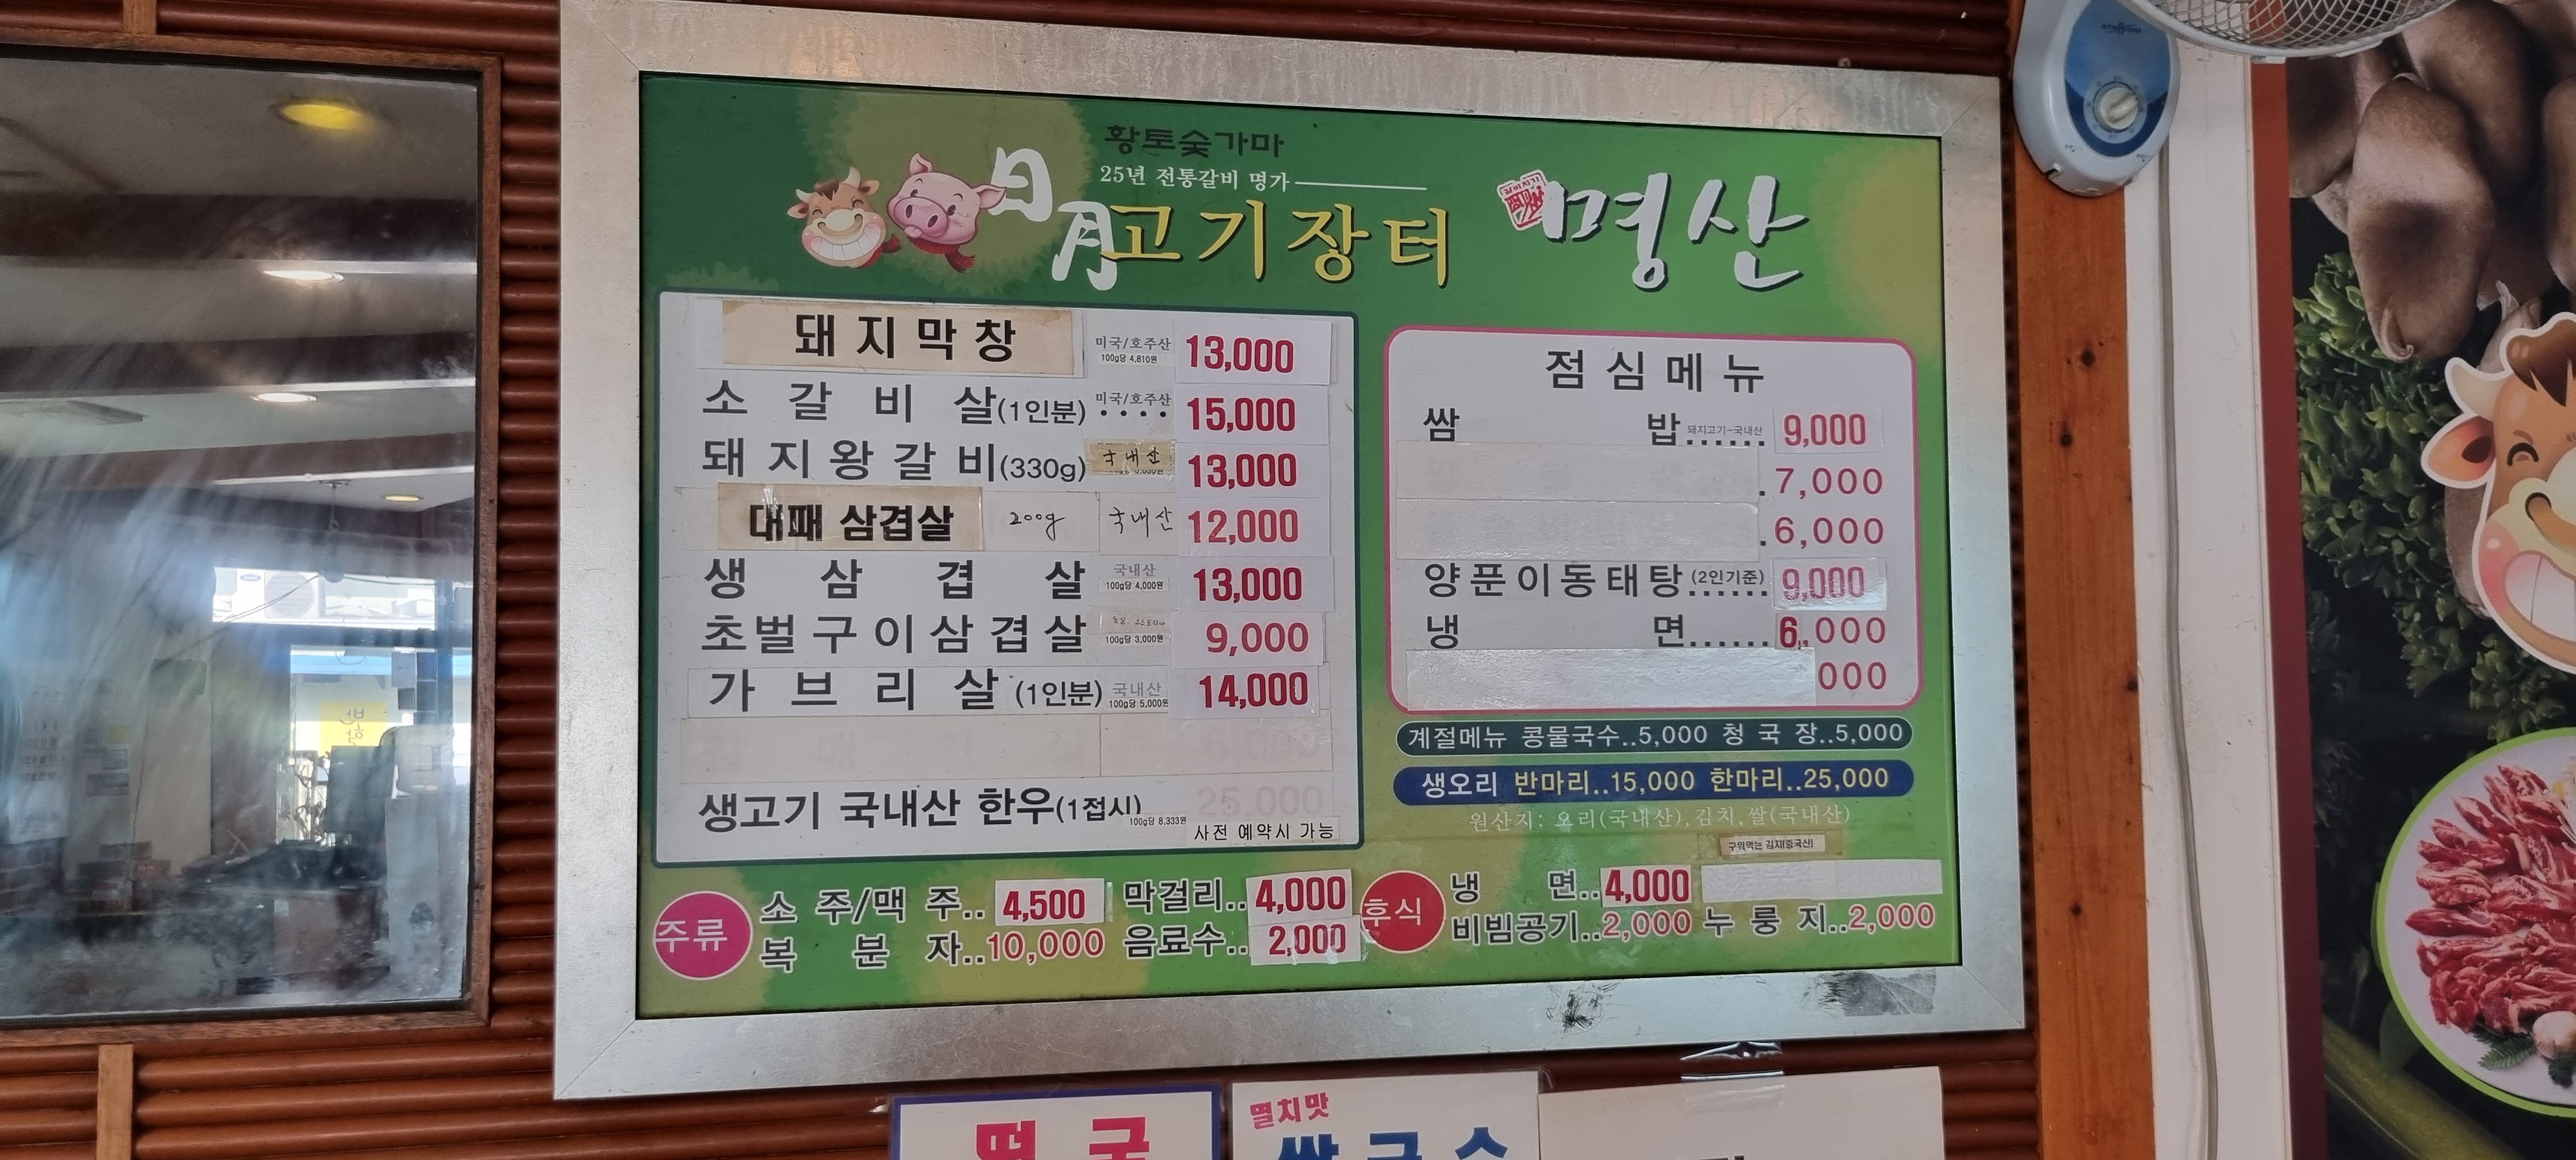 황토숯가마
25년 전통갈비 명가
日月고기장터 명산
돼지막창 미국/호주산 100g당 4,810원 13,000
소갈비살(1인분) 미국/호주산 .... 15,000
돼지왕갈비(330g) 국내산 13,000
대패 삼겹살 200g 국내산 12,000
생삼겹살 국내산 100g당 4,000원 13,000
초벌구이삼겹살 100g당 3,000원 9,000
가브리살(1인분) 국내산 100g당 5,000원 14,000
생고기 국내산 한우(1접시) 100g당 8,333원 25,000
사전 예약시 가능
점심메뉴
쌈밥 돼지고기-국내산 ...... 9,000
.7,000
.6,000
양푼이동태탕(2인기준)...... 9,000
냉면...... 6,000
000
계절메뉴 콩물국수..5,000 청국장..5,000
생오리 반마리..15,000 한마리..25,000
원산지: 오리(국내산),김치,쌀(국내산)
구워먹는 김치(중국산)
주류
소주/맥주.. 4,500 막걸리.. 4,000
복분자..10,000 음료수.. 2,000
후식
냉면..4,000
비빔공기..2,000 누룽지..2,000
떡국
멸치맛
쌀국수